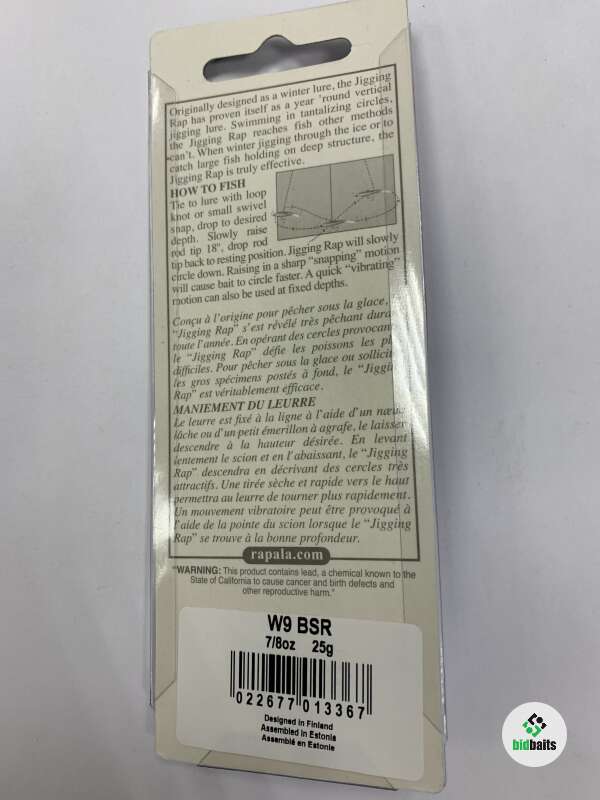 Originally designed as a winter lure, the Jigging
Rap has proven itself as a year 'round vertical
jigging lure. Swimming in tantalizing circles,
the Jigging Rap reaches fish other methods
can't. When winter jigging through the ice or to
catch large fish holding on deep structure, the
Jigging Rap is truly effective.
HOW TO FISH
Tie to lure with loop
knot or small swivel
snap, drop to desired
depth. Slowly raise
rod tip 18", drop rod
tip back to resting position. Jigging Rap will slowly
circle down. Raising in a sharp "snapping" motion
will cause bait to circle faster. A quick "vibrating"
motion can also be used at fixed depths.
Conçu à l'origine pour pêcher sous la glace,
"Jigging Rap" s'est révélé très pêchant dura
toute l'année. En opérant des cercles provocan
le "Jigging Rap" défie les poissons les pl
difficiles. Pour pêcher sous la glace ou sollicit
les gros spécimens postés à fond, le "Jiggi
Rap" est véritablement efficace.
MANIEMENT DU LEURRE
Le leurre est fixé à la ligne à l'aide d'un nœu
lâche ou d'un petit émerillon à agrafe, le laisser
descendre à la hauteur désirée. En levant
lentement le scion et en l'abaissant, le "Jigging
Rap" descendra en décrivant des cercles très
attractifs. Une tirée sèche et rapide vers le haut
permettra au leurre de tourner plus rapidement.
Un mouvement vibratoire peut être provoqué à
l'aide de la pointe du scion lorsque le "Jigging
Rap" se trouve à la bonne profondeur.
rapala.com
"WARNING: This product contains lead, a chemical known to the
State of California to cause cancer and birth defects and
other reproductive harm."
W9 BSR
7/8oz 25g
022677 013367
Designed in Finland
Assembled in Estonia
Assemblé en Estonie
bidbaits